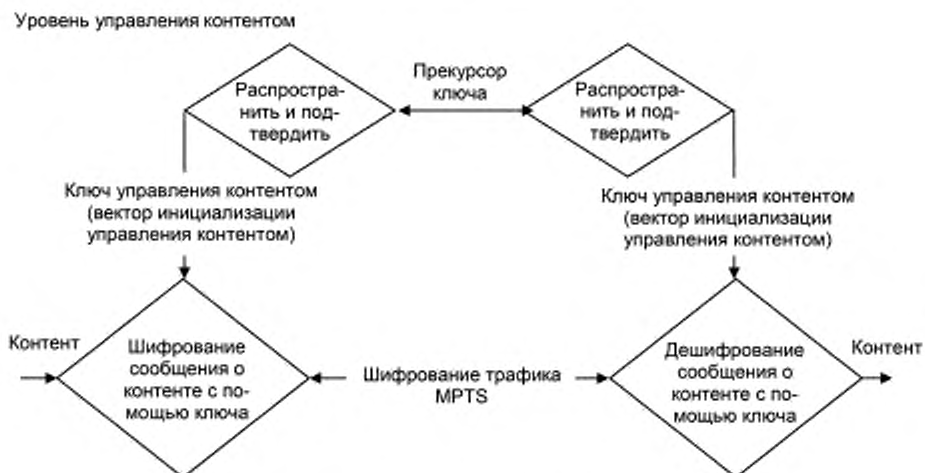 Уровень управления контентом
Распростра-
нить и под-
твердить
Прекурсор
ключа
Распростра-
нить и под-
твердить
Ключ управления контентом
(вектор инициализации
управления контентом)
Ключ управления контентом
(вектор инициализации
управления контентом)
Контент
Шифрование
сообщения о
контенте с по-
мощью ключа
Шифрование трафика
MPTS
Дешифрование
сообщения о
контенте с по-
мощью ключа
Контент